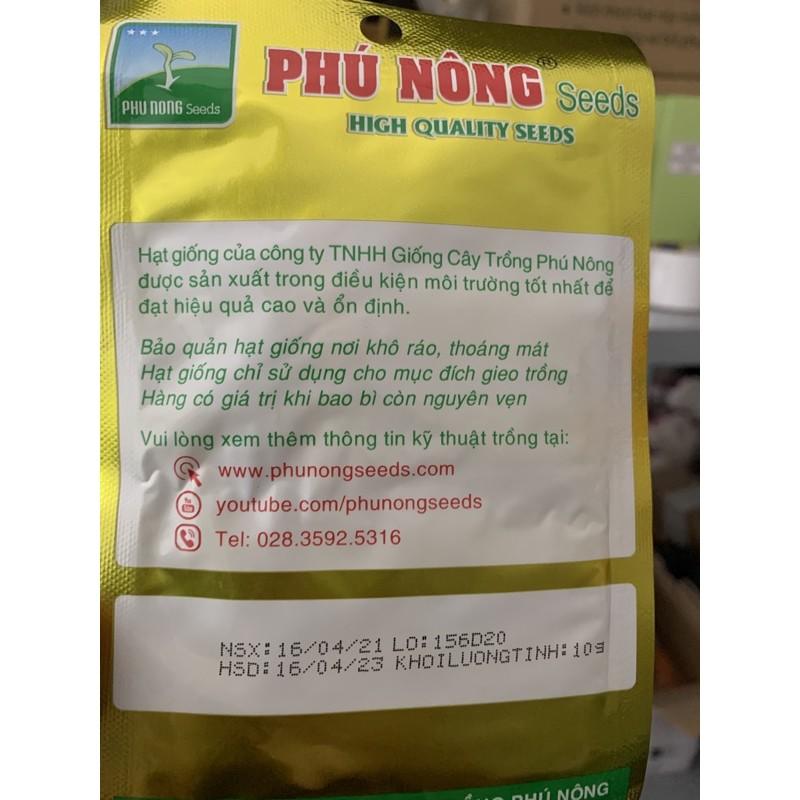 PHU NONG Seeds
PHÚ NÔNG® Seeds
HIGH QUALITY SEEDS
Hạt giống của công ty TNHH Giống Cây Trồng Phú Nông
được sản xuất trong điều kiện môi trường tốt nhất để
đạt hiệu quả cao và ổn định.
Bảo quản hạt giống nơi khô ráo, thoáng mát
Hạt giống chỉ sử dụng cho mục đích gieo trồng
Hàng có giá trị khi bao bì còn nguyên vẹn
Vui lòng xem thêm thông tin kỹ thuật trồng tại:
www.phunongseeds.com
youtube.com/phunongseeds
Tel: 028.3592.5316
NSX:16/04/21 LO:156D20
HSD:16/04/23 KHOILUONGTINH:10g
PHÚ NÔNG